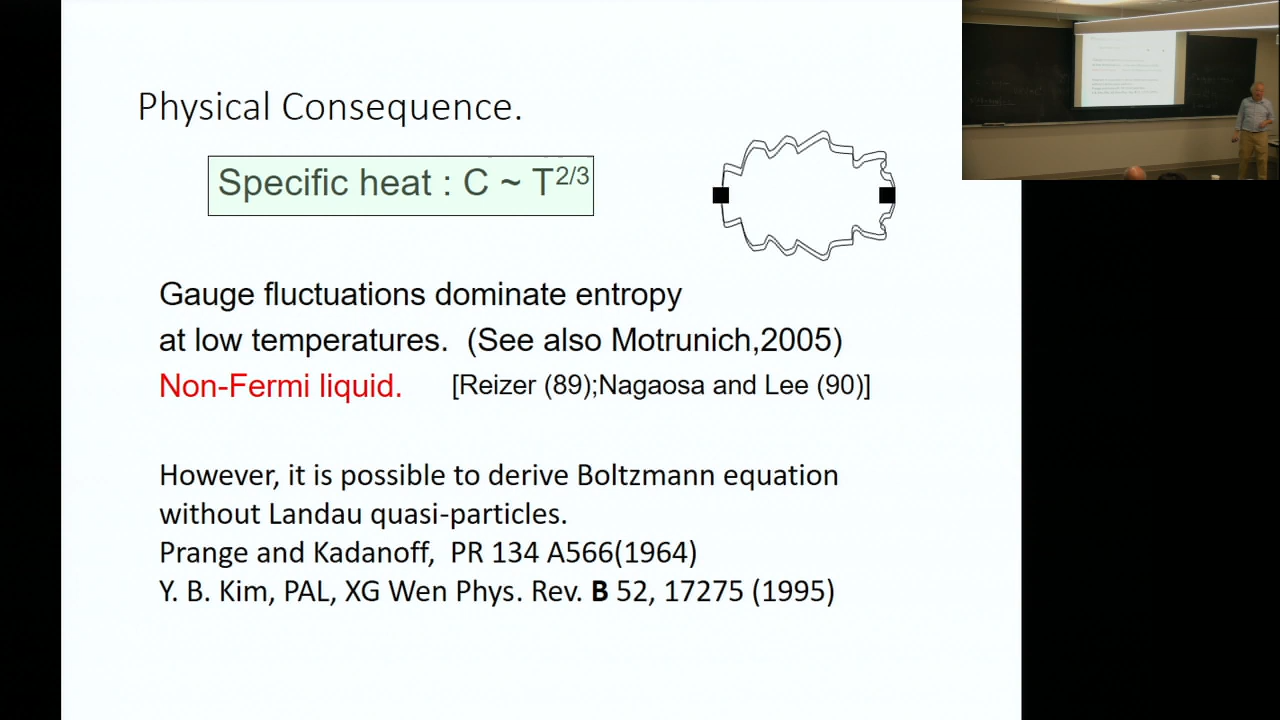 Physical Consequence.
Specific heat : C ~ T^2/3
Gauge fluctuations dominate entropy
at low temperatures. (See also Motrunich,2005)
Non-Fermi liquid. [Reizer (89);Nagaosa and Lee (90)]
However, it is possible to derive Boltzmann equation
without Landau quasi-particles.
Prange and Kadanoff, PR 134 A566(1964)
Y. B. Kim, PAL, XG Wen Phys. Rev. B 52, 17275 (1995)